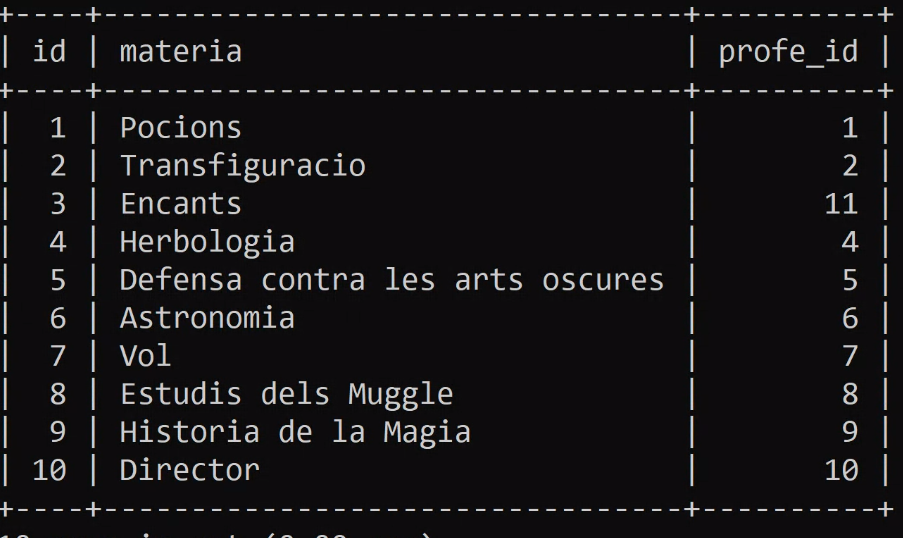 id | materia | profe_id
1 | Pocions | 1
2 | Transfiguracio | 2
3 | Encants | 11
4 | Herbologia | 4
5 | Defensa contra les arts oscures | 5
6 | Astronomia | 6
7 | Vol | 7
8 | Estudis dels Muggle | 8
9 | Historia de la Magia | 9
10 | Director | 10